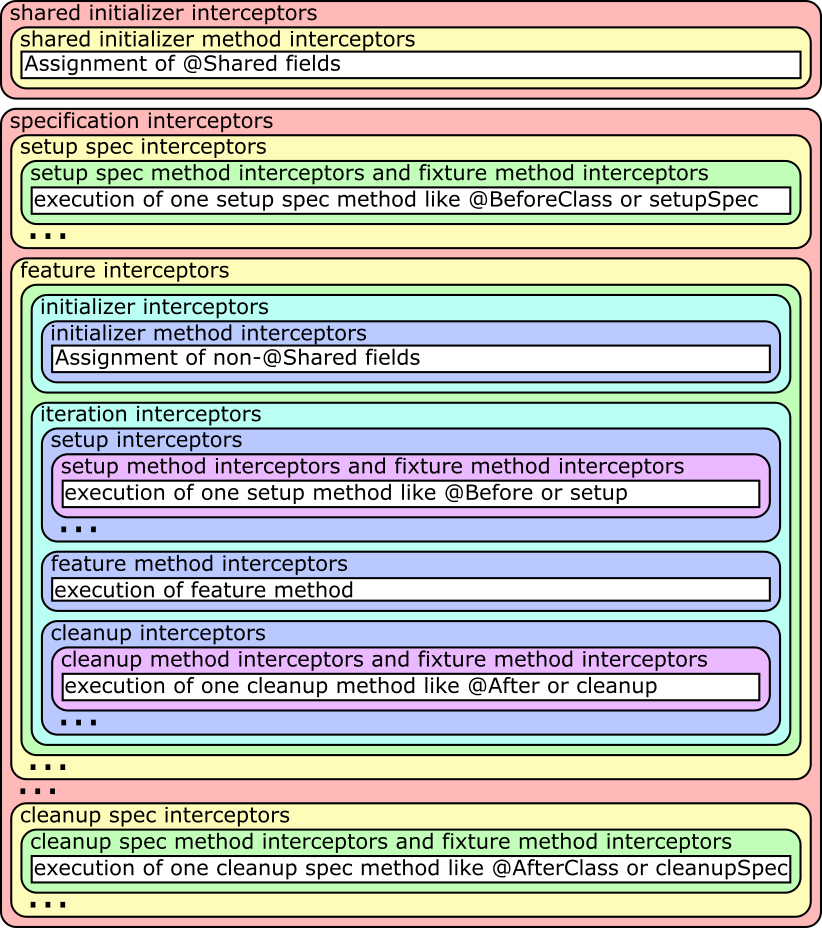 shared initializer interceptors
shared initializer method interceptors
Assignment of @Shared fields
specification interceptors
setup spec interceptors
setup spec method interceptors and fixture method interceptors
execution of one setup spec method like @BeforeClass or setupSpec
...
feature interceptors
initializer interceptors
initializer method interceptors
Assignment of non-@Shared fields
iteration interceptors
setup interceptors
setup method interceptors and fixture method interceptors
execution of one setup method like @Before or setup
...
feature method interceptors
execution of feature method
cleanup interceptors
cleanup method interceptors and fixture method interceptors
execution of one cleanup method like @After or cleanup
...
...
...
cleanup spec interceptors
cleanup spec method interceptors and fixture method interceptors
execution of one cleanup spec method like @AfterClass or cleanupSpec
...